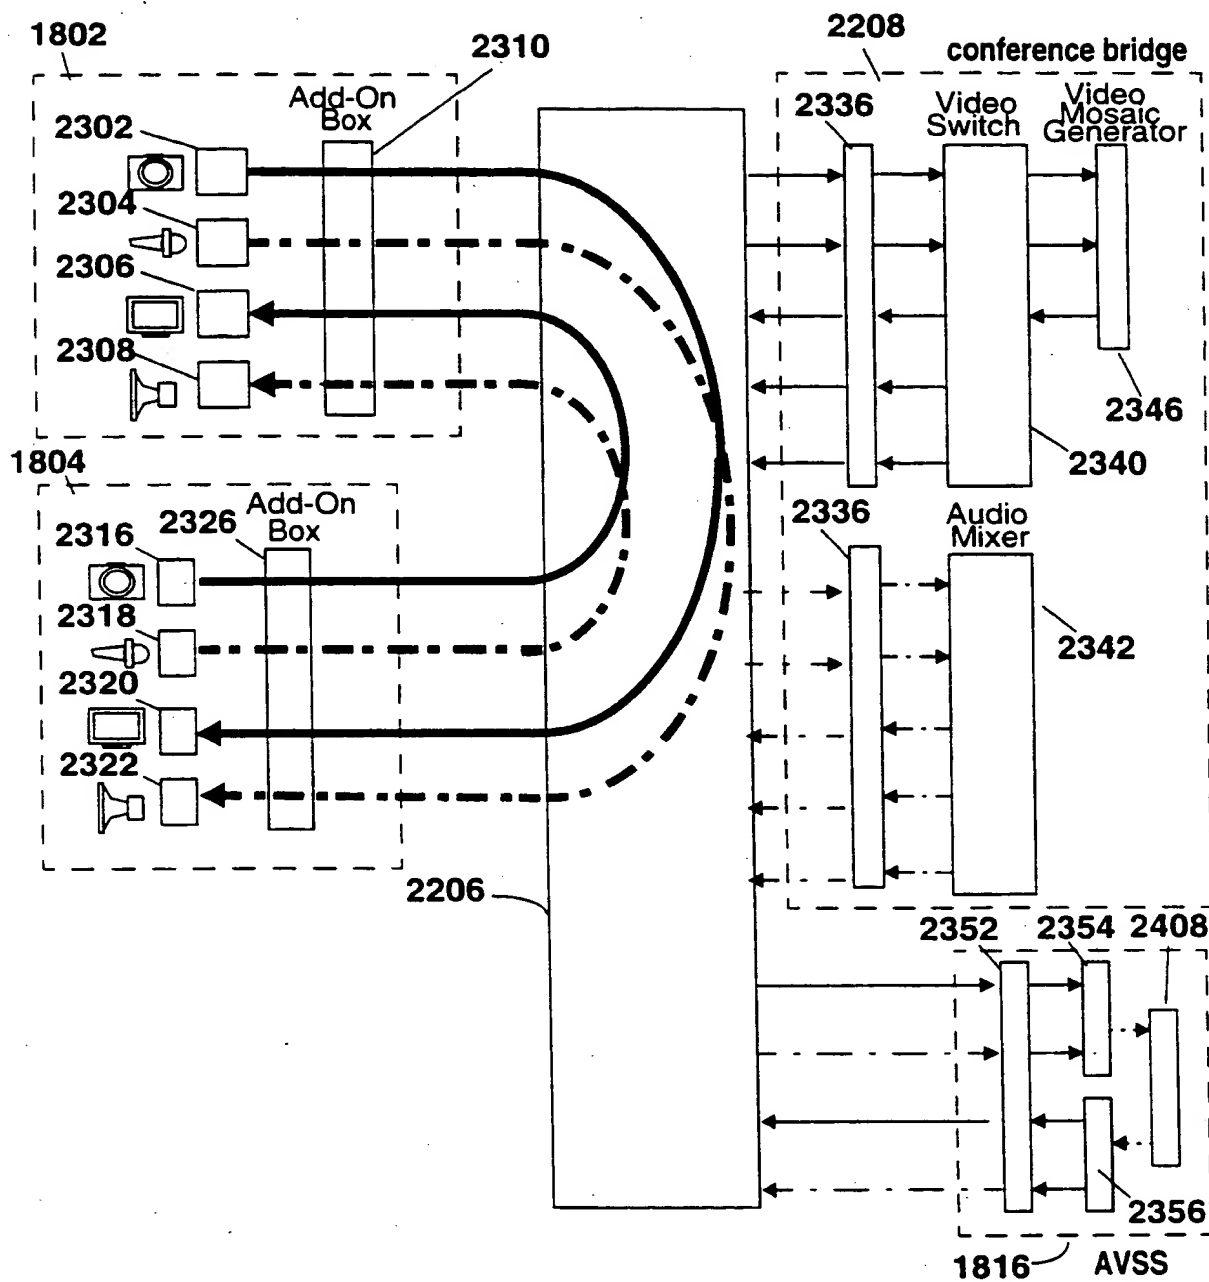 1802
2310
2208
conference bridge
Add-On
Box
2336
Video
Switch
Video
Mosaic
Generator
2302
2304
2306
2308
2346
2340
1804
Add-On
Box
2326
2336
Audio
Mixer
2316
2318
2342
2320
2322
2206
2352
2354
2408
2356
1816
AVSS